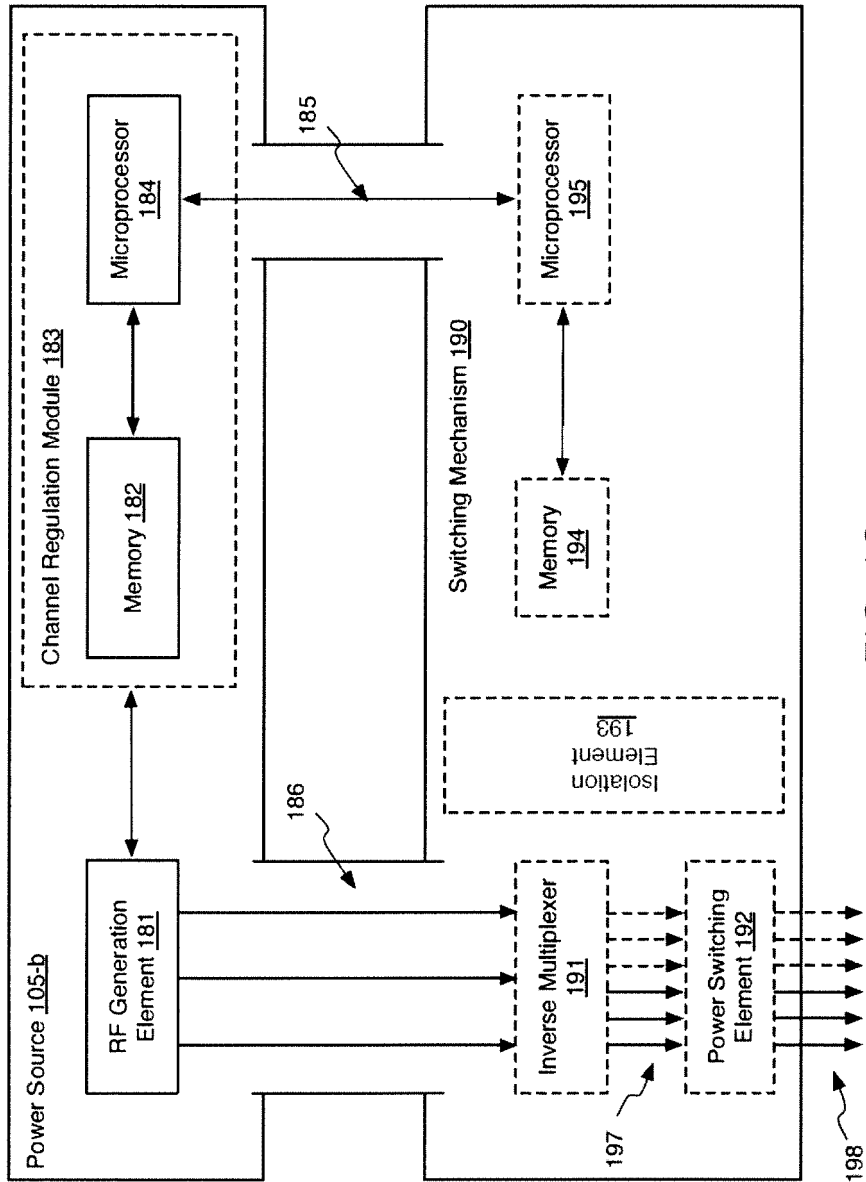 Power Source 105-b
RF Generation
Element 181
Channel Regulation Module 183
Memory 182
Microprocessor
184
186
185
Switching Mechanism 190
Inverse Multiplexer
191
Isolation
Element
193
Memory
194
Microprocessor
195
197
Power Switching
Element 192
198